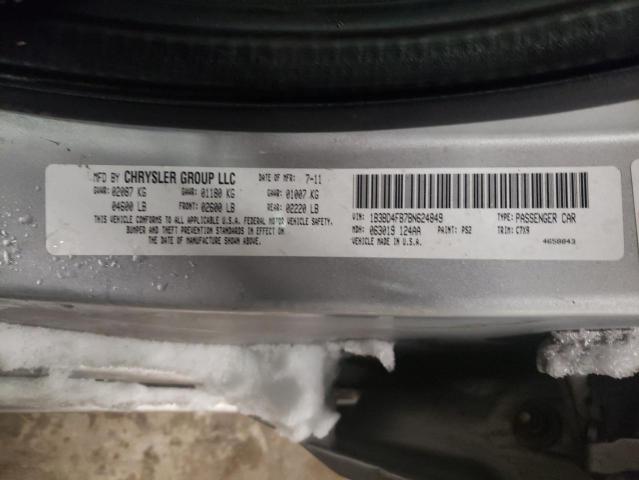 MFD BY CHRYSLER GROUP LLC DATE OF MFR: 7-11
GVWR: 02087 KG GAWR: 01180 KG GAWR: 01007 KG
04600 LB FRONT: 02600 LB REAR: 02220 LB
THIS VEHICLE CONFORMS TO ALL APPLICABLE U.S.A. FEDERAL MOTOR VEHICLE SAFETY,
BUMPER AND THEFT PREVENTION STANDARDS IN EFFECT ON
THE DATE OF MANUFACTURE SHOWN ABOVE.
VIN: 1B3BD4FB7BN624849 TYPE: PASSENGER CAR
MDH: 063019 124AA PAINT: PS2 TRIM: C7X9
VEHICLE MADE IN U.S.A. 4658043